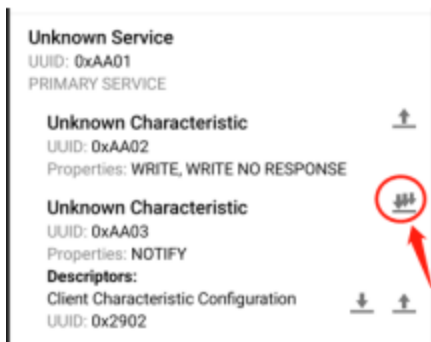 Unknown Service
UUID: 0xAA01
PRIMARY SERVICE
Unknown Characteristic
UUID: 0xAA02
Properties: WRITE, WRITE NO RESPONSE
Unknown Characteristic
UUID: 0xAA03
Properties: NOTIFY
Descriptors:
Client Characteristic Configuration
UUID: 0x2902